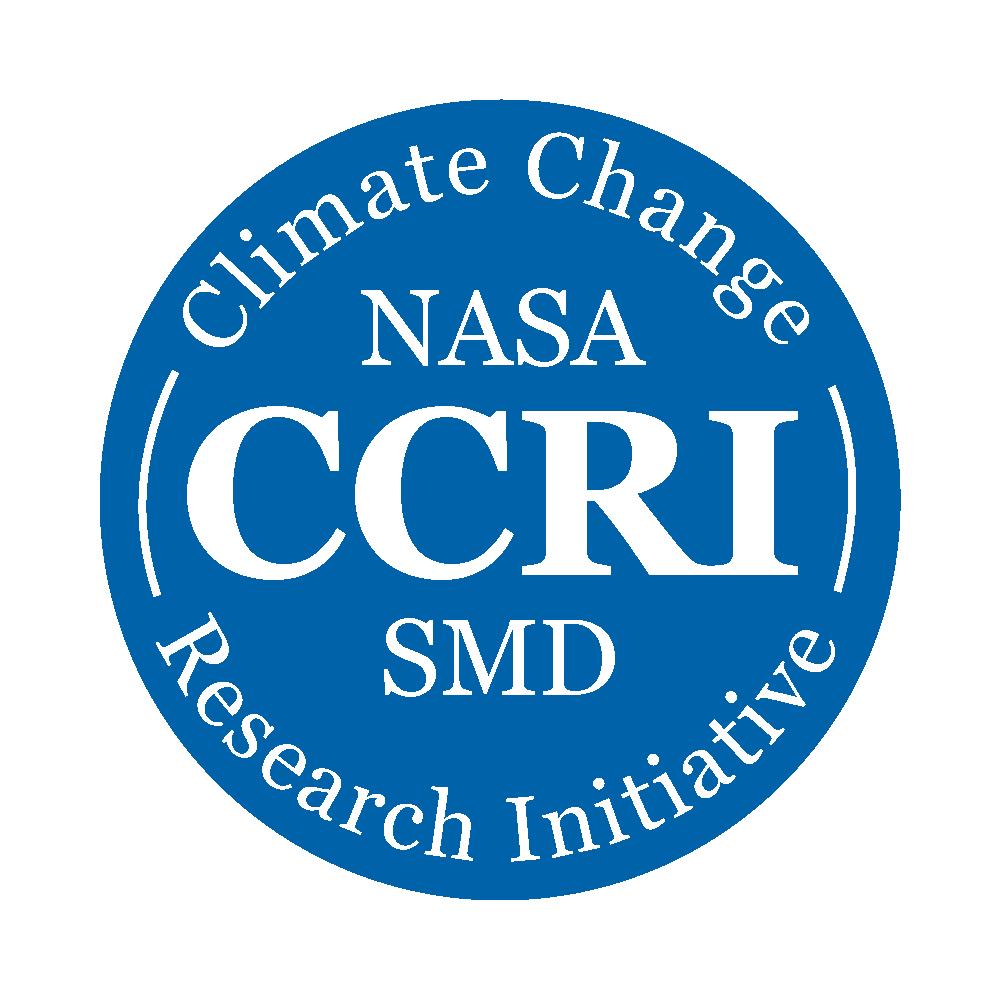 Climate Change
NASA
CCRI
SMD
Research Initiative